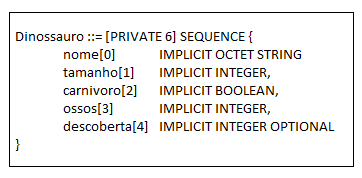 Dinossauro ::= [PRIVATE 6] SEQUENCE {
nome[0] IMPLICIT OCTET STRING
tamanho[1] IMPLICIT INTEGER,
carnivoro[2] IMPLICIT BOOLEAN,
ossos[3] IMPLICIT INTEGER,
descoberta[4] IMPLICIT INTEGER OPTIONAL
}